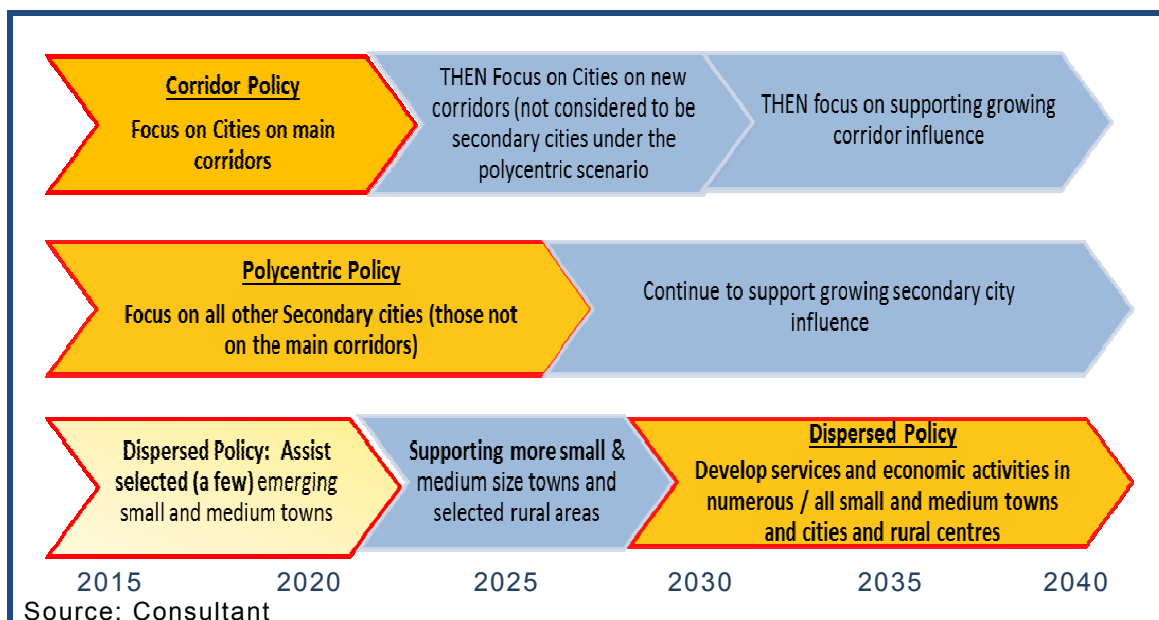 Corridor Policy
Focus on Cities on main
corridors
THEN Focus on Cities on new
corridors (not considered to be
secondary cities under the
polycentric scenario
THEN focus on supporting growing
corridor influence
Polycentric Policy
Focus on all other Secondary cities (those not
on the main corridors)
Continue to support growing secondary city
influence
Dispersed Policy: Assist
selected (a few) emerging
small and medium towns
Supporting more small &
medium size towns and
selected rural areas
Dispersed Policy
Develop services and economic activities in
numerous / all small and medium towns
and cities and rural centres
2015 2020 2025 2030 2035 2040
Source: Consultant